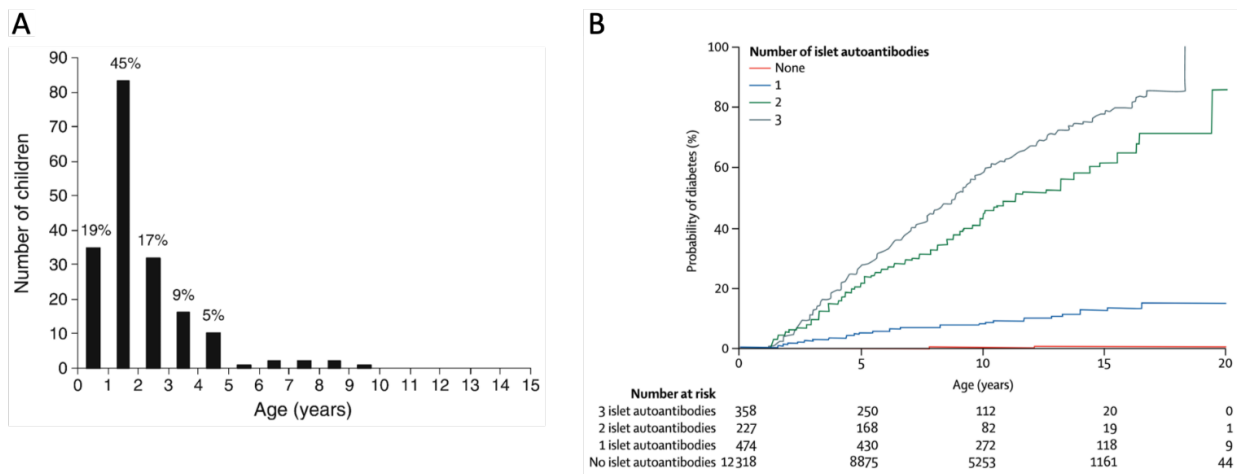 A
Number of children
90
80
70
60
50
40
30
20
10
0
19%
45%
17%
9%
5%
0 1 2 3 4 5 6 7 8 9 10 11 12 13 14 15
Age (years)
B
Probability of diabetes (%)
100
80
60
40
20
0
Number of islet autoantibodies
None
1
2
3
0 5 10 15 20
Age (years)
Number at risk
3 islet autoantibodies 358 250 112 20 0
2 islet autoantibodies 227 168 82 19 1
1 islet autoantibodies 474 430 272 118 9
No islet autoantibodies 12 318 8875 5253 1161 44